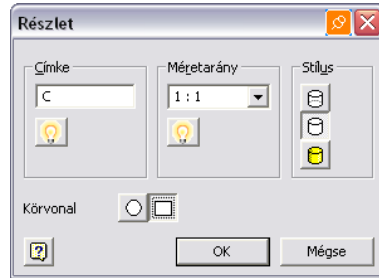 Részlet
Címke
Méretarány
Stílus
C
1 : 1
Körvonal
OK
Mégse